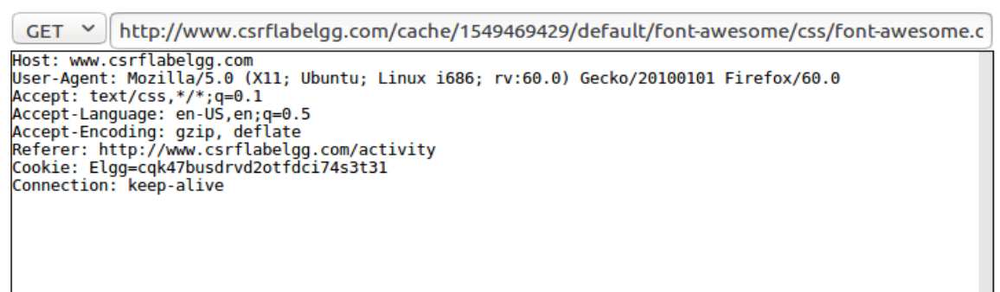 GET http://www.csrflabelgg.com/cache/1549469429/default/font-awesome/css/font-awesome.c
Host: www.csrflabelgg.com
User-Agent: Mozilla/5.0 (X11; Ubuntu; Linux i686; rv:60.0) Gecko/20100101 Firefox/60.0
Accept: text/css,*/*;q=0.1
Accept-Language: en-US,en;q=0.5
Accept-Encoding: gzip, deflate
Referer: http://www.csrflabelgg.com/activity
Cookie: Elgg=cqk47busdrvd2otfdci74s3t31
Connection: keep-alive